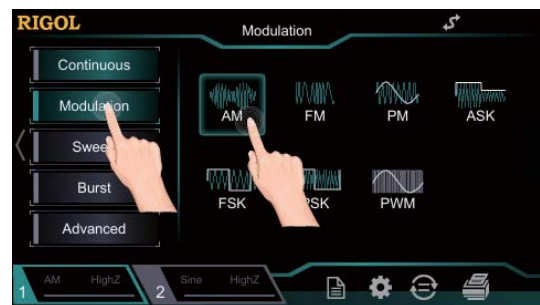 RIGOL
Modulation
Continuous
Modulation
Sweep
Burst
Advanced
AM
FM
PM
ASK
FSK
PSK
PWM
1
AM HighZ
2
Sine HighZ